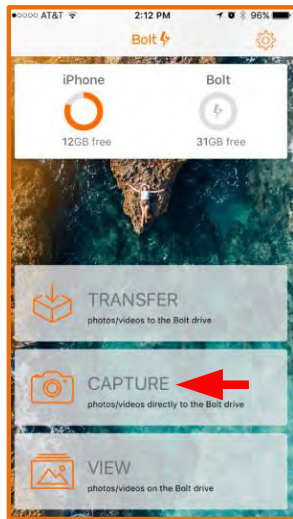 AT&T 2:12 PM 96%
Bolt
iPhone Bolt
12GB free 31GB free
TRANSFER
photos/videos to the Bolt drive
CAPTURE
photos/videos directly to the Bolt drive
VIEW
photos/videos on the Bolt drive